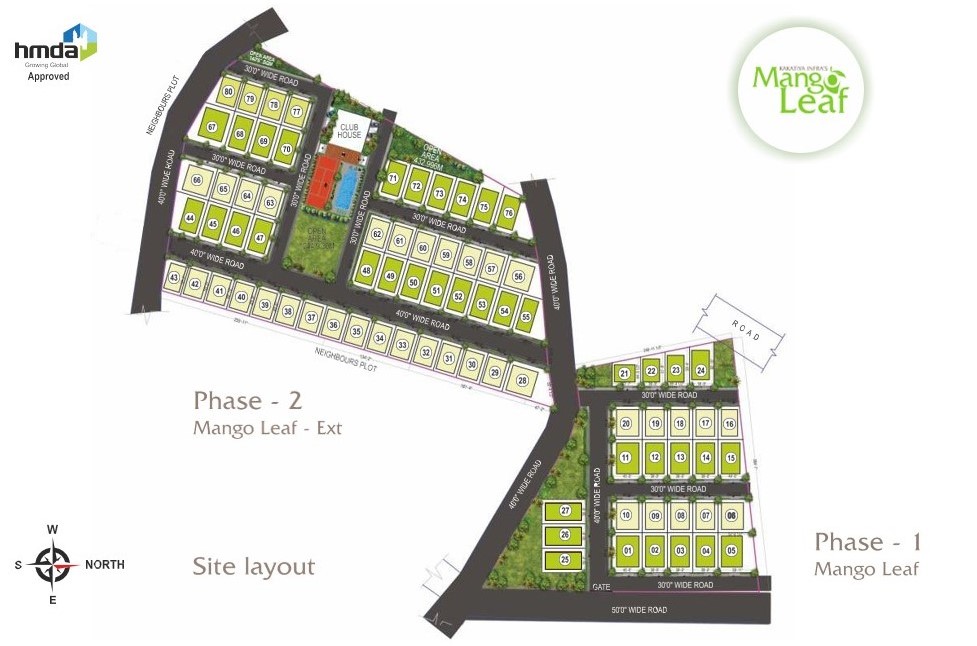 hmda
Growing Global
Approved
KAKATIYA INFRA'S
Mango
Leaf
OPEN AREA
30'0" WIDE ROAD
NEIGHBOURS PLOT
80
79
78
77
67
68
69
70
CLUB
HOUSE
OPEN
AREA
30'0" WIDE ROAD
40'0" WIDE ROAD
30'0" WIDE ROAD
30'0" WIDE ROAD
66
65
64
63
44
45
46
47
71
72
73
74
75
76
30'0" WIDE ROAD
OPEN
AREA
62
61
60
59
58
57
56
48
49
50
51
52
53
54
55
40'0" WIDE ROAD
40'0" WIDE ROAD
40'0" WIDE ROAD
43
42
41
40
39
38
37
36
35
34
33
32
31
30
29
28
NEIGHBOURS PLOT
ROAD
21
22
23
24
30'0" WIDE ROAD
Phase - 2
Mango Leaf - Ext
20
19
18
17
16
11
12
13
14
15
40'0" WIDE ROAD
40'0" WIDE ROAD
30'0" WIDE ROAD
27
26
25
10
09
08
07
06
01
02
03
04
05
W
S
NORTH
E
Site layout
Phase - 1
Mango Leaf
GATE
30'0" WIDE ROAD
50'0" WIDE ROAD